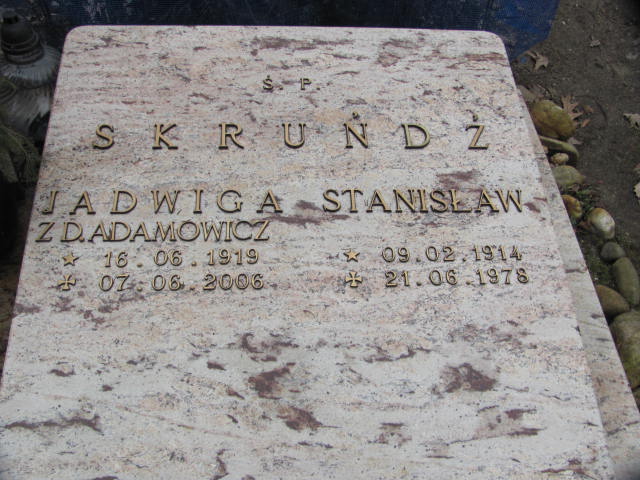 Ś. P.
SKRUŃDŹ
JADWIGA STANISŁAW
Z D. ADAMOWICZ
16.06.1919 09.02.1914
07.06.2006 21.06.1978